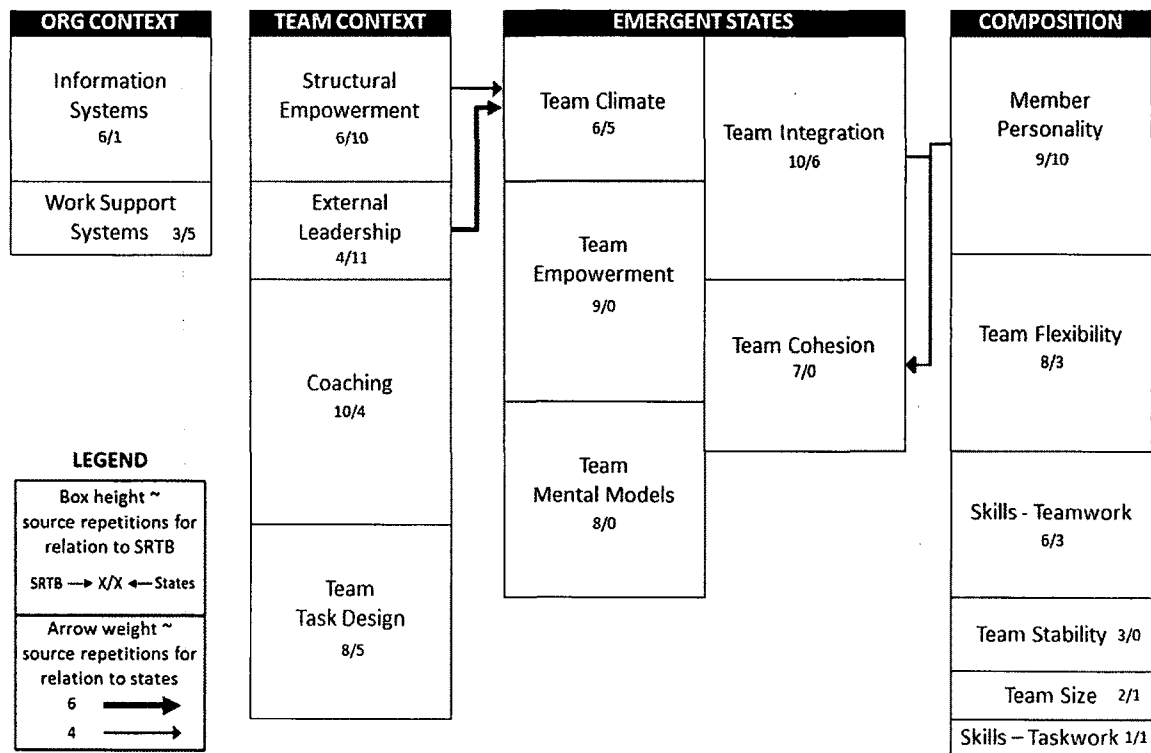 ORG CONTEXT
Information
Systems
6/1
Work Support
Systems 3/5
TEAM CONTEXT
Structural
Empowerment
6/10
External
Leadership
4/11
Coaching
10/4
Team
Task Design
8/5
EMERGENT STATES
Team Climate
6/5
Team
Empowerment
9/0
Team
Mental Models
8/0
Team Integration
10/6
Team Cohesion
7/0
COMPOSITION
Member
Personality
9/10
Team Flexibility
8/3
Skills - Teamwork
6/3
Team Stability 3/0
Team Size 2/1
Skills – Taskwork 1/1
LEGEND
Box height ~
source repetitions for
relation to SRTB
SRTB → X/X ← States
Arrow weight ~
source repetitions for
relation to states
6
4